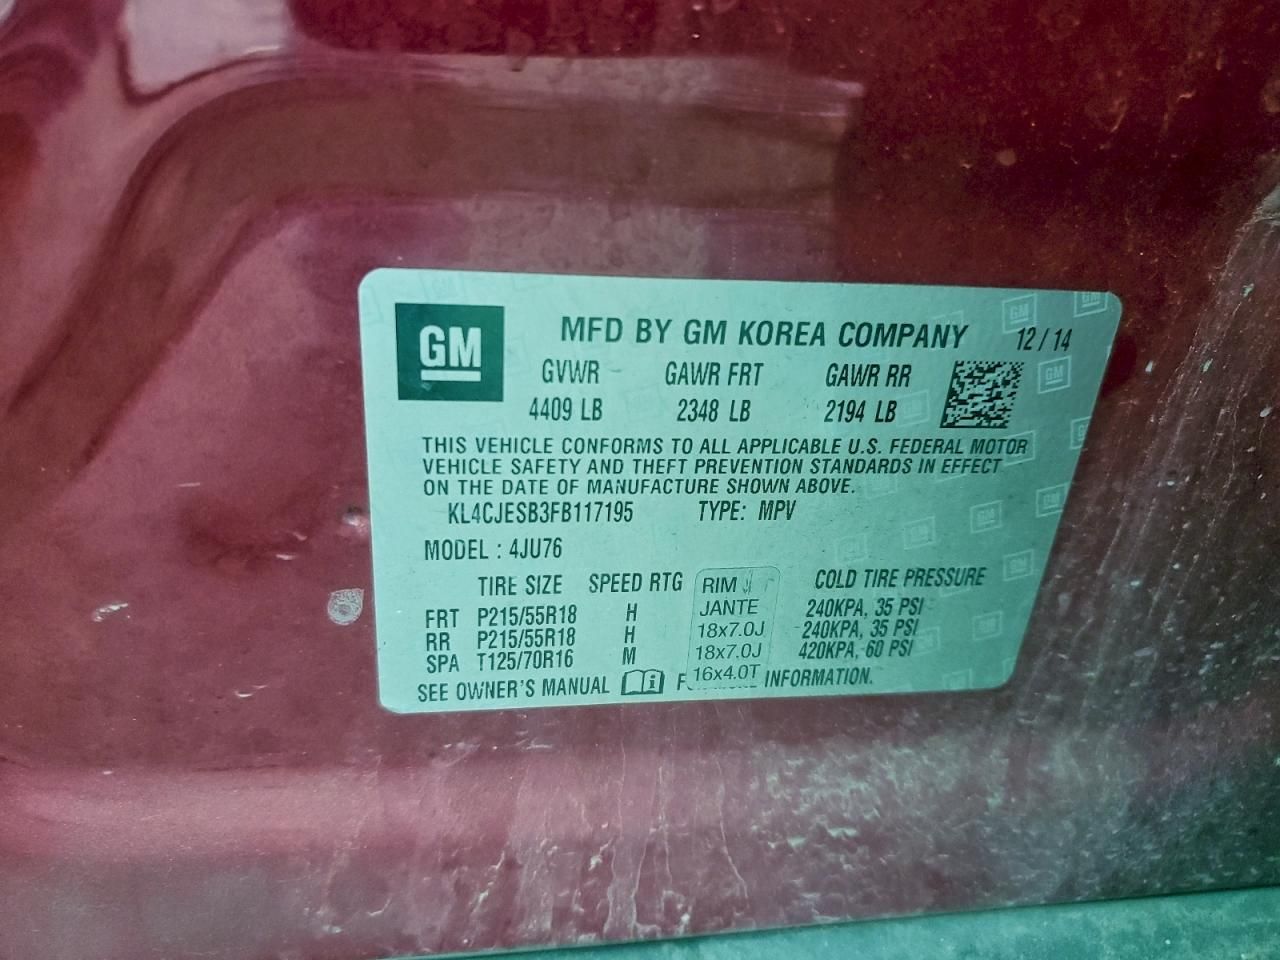 GM MFD BY GM KOREA COMPANY 12/14
GVWR GAWR FRT GAWR RR
4409 LB 2348 LB 2194 LB
THIS VEHICLE CONFORMS TO ALL APPLICABLE U.S. FEDERAL MOTOR
VEHICLE SAFETY AND THEFT PREVENTION STANDARDS IN EFFECT
ON THE DATE OF MANUFACTURE SHOWN ABOVE.
KL4CJESB3FB117195 TYPE: MPV
MODEL : 4JU76
TIRE SIZE SPEED RTG RIM COLD TIRE PRESSURE
JANTE
FRT P215/55R18 H 18x7.0J 240KPA, 35 PSI
RR P215/55R18 H 18x7.0J 240KPA, 35 PSI
SPA T125/70R16 M 16x4.0T 420KPA, 60 PSI
SEE OWNER'S MANUAL INFORMATION.